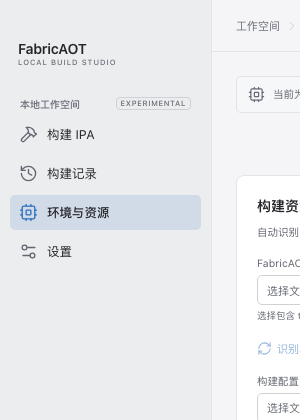 FabricAOT
LOCAL BUILD STUDIO
本地工作空间 EXPERIMENTAL
构建 IPA
构建记录
环境与资源
设置
工作空间
当前为
构建资
自动识别
FabricAO
选择文
选择包含
识别
构建配置
选择文